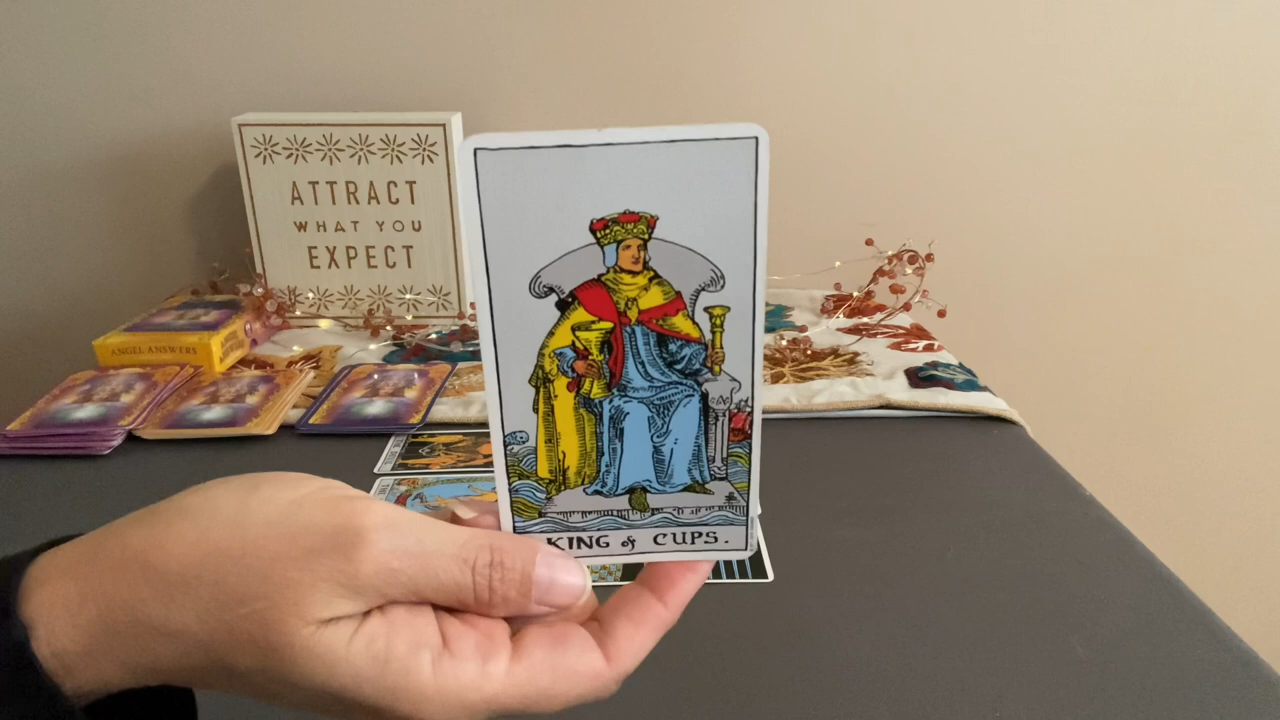 ATTRACT
WHAT YOU
EXPECT
ANGEL ANSWERS
KING of CUPS.